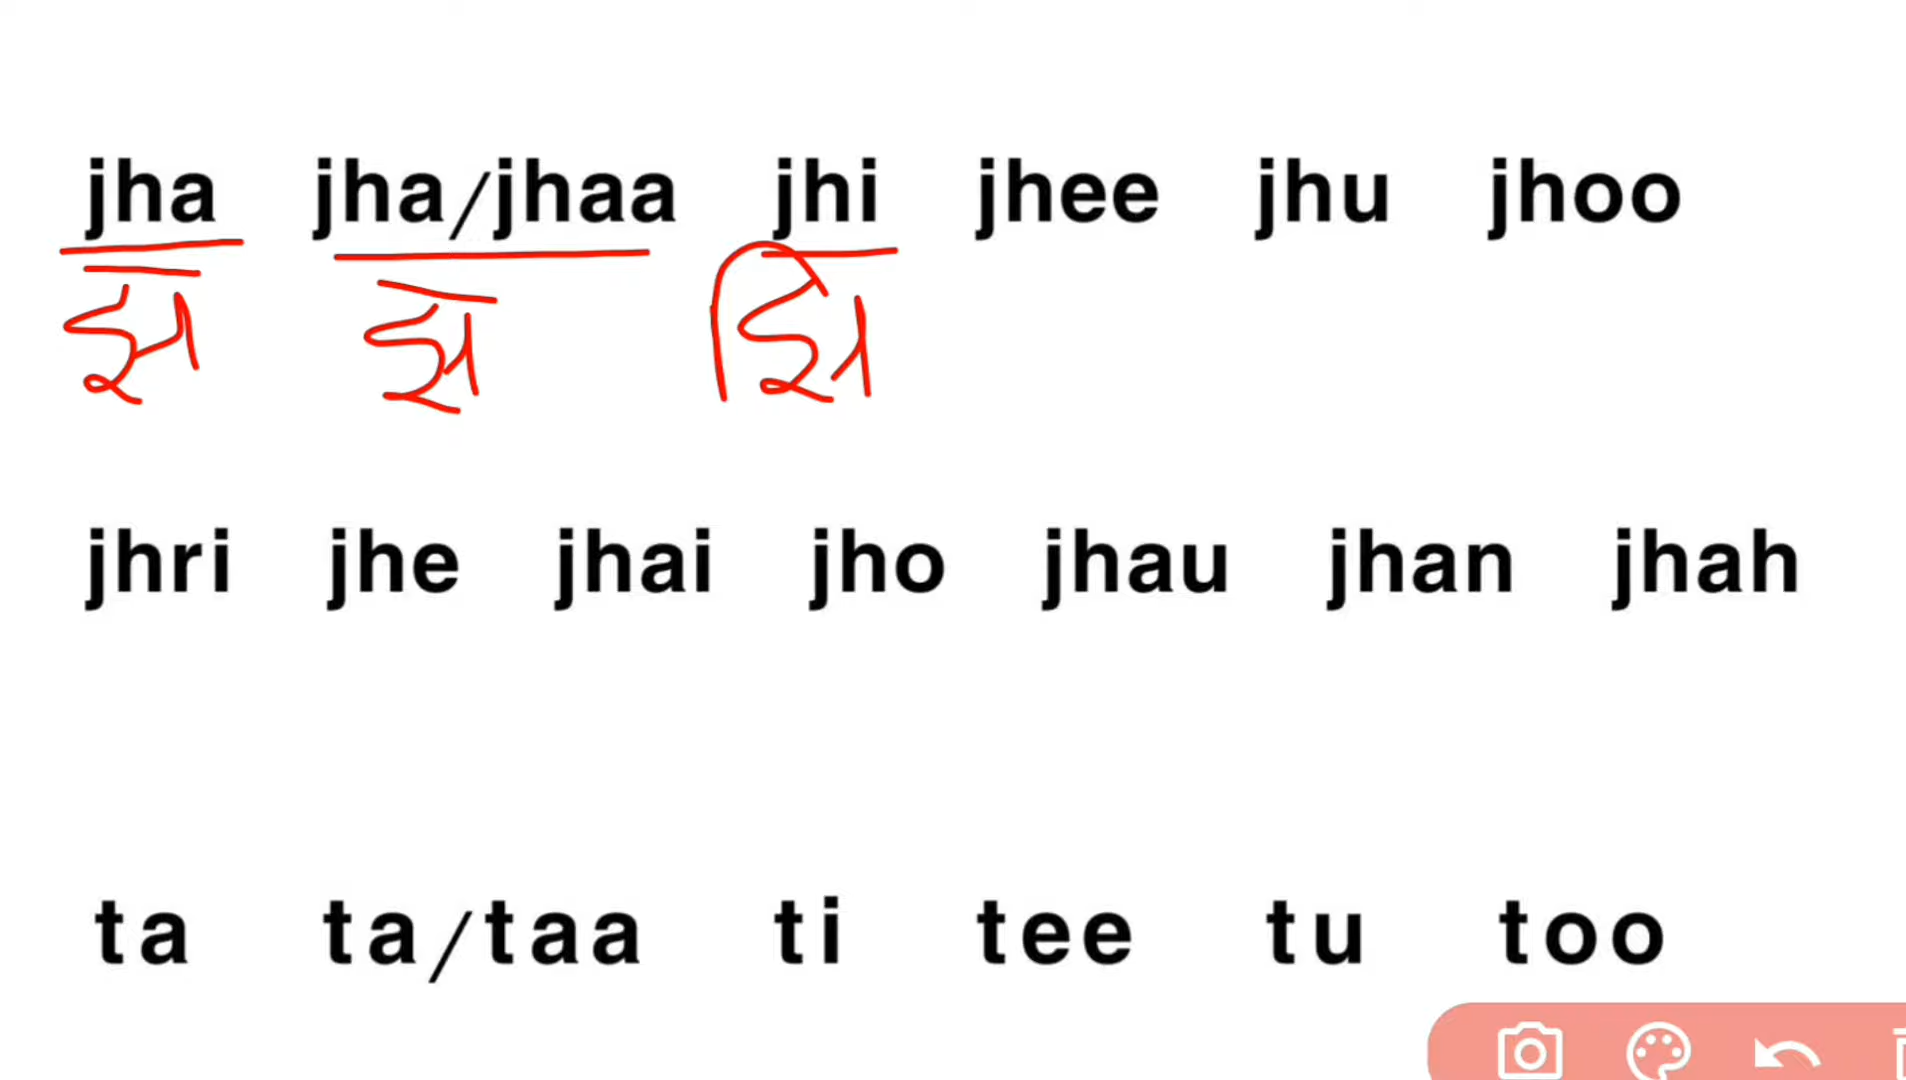 jha jha/jhaa jhi jhee jhu jhoo
झ झ झि
jhri jhe jhai jho jhau jhan jhah
ta ta/taa ti tee tu too